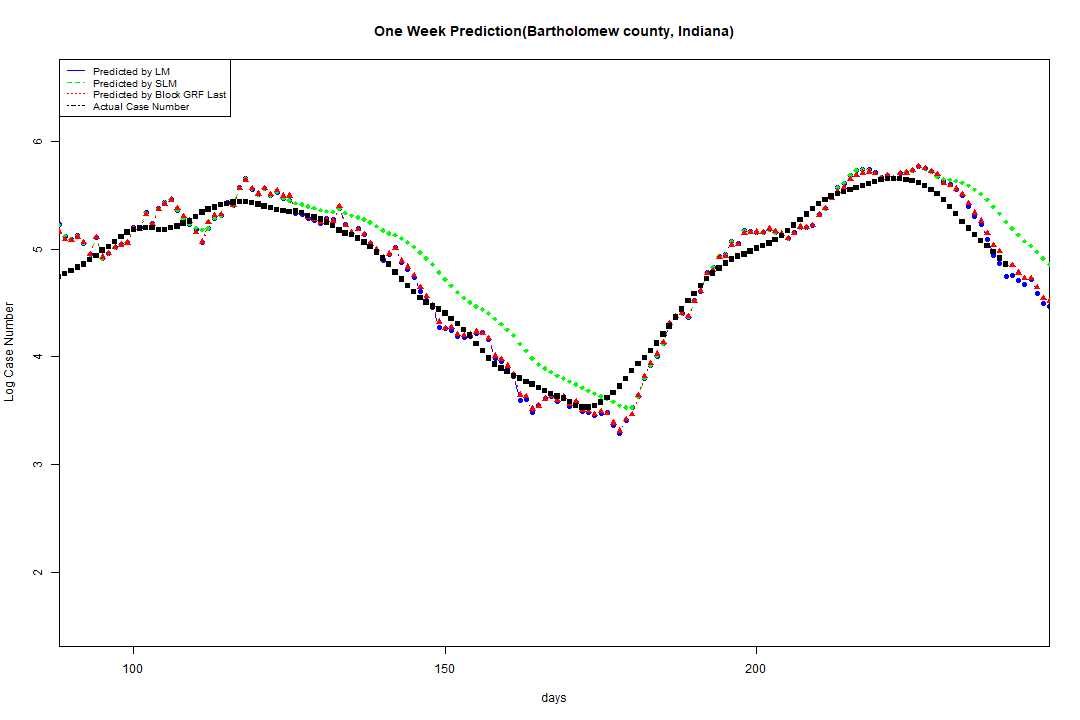 One Week Prediction(Bartholomew county, Indiana)
Predicted by LM
Predicted by SLM
Predicted by Block GRF Last
Actual Case Number
6
5
4
3
2
Log Case Number
100 150 200
days